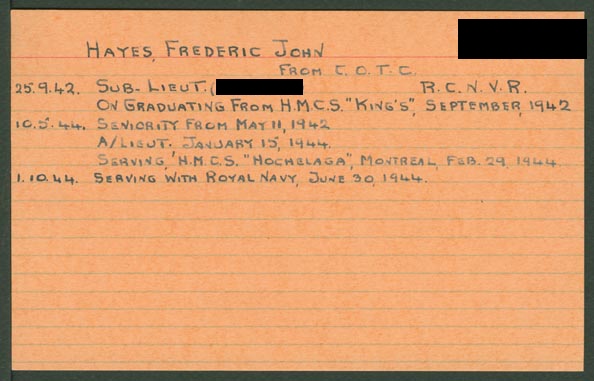 HAYES, FREDERIC JOHN
FROM C.O.T.C.
25.9.42. SUB-LIEUT., R.C.N.V.R.
ON GRADUATING FROM H.M.C.S. "KING'S", SEPTEMBER, 1942
10.5.44. SENIORITY FROM MAY 11, 1942
A/LIEUT. JANUARY 15, 1944.
SERVING, H.M.C.S. "HOCHELAGA", MONTREAL, FEB. 29, 1944.
1.10.44. SERVING WITH ROYAL NAVY, JUNE 30, 1944.